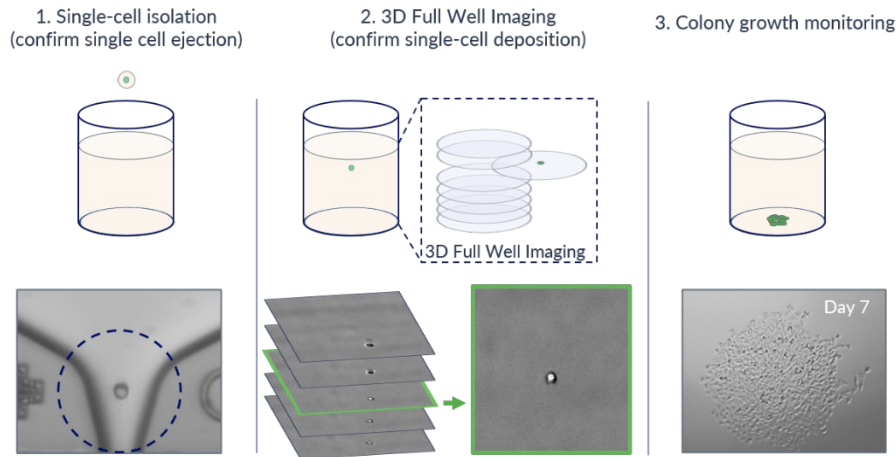 1. Single-cell isolation
(confirm single cell ejection)
2. 3D Full Well Imaging
(confirm single-cell deposition)
3. Colony growth monitoring
3D Full Well Imaging
Day 7